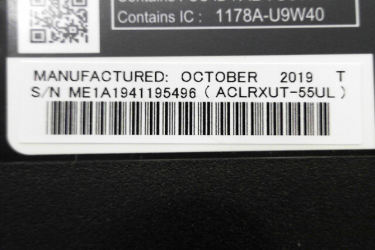 Contains IC : 1178A-U9W40
MANUFACTURED: OCTOBER 2019 T
S/N ME1A1941195496 ( ACLRXUT-55UL )